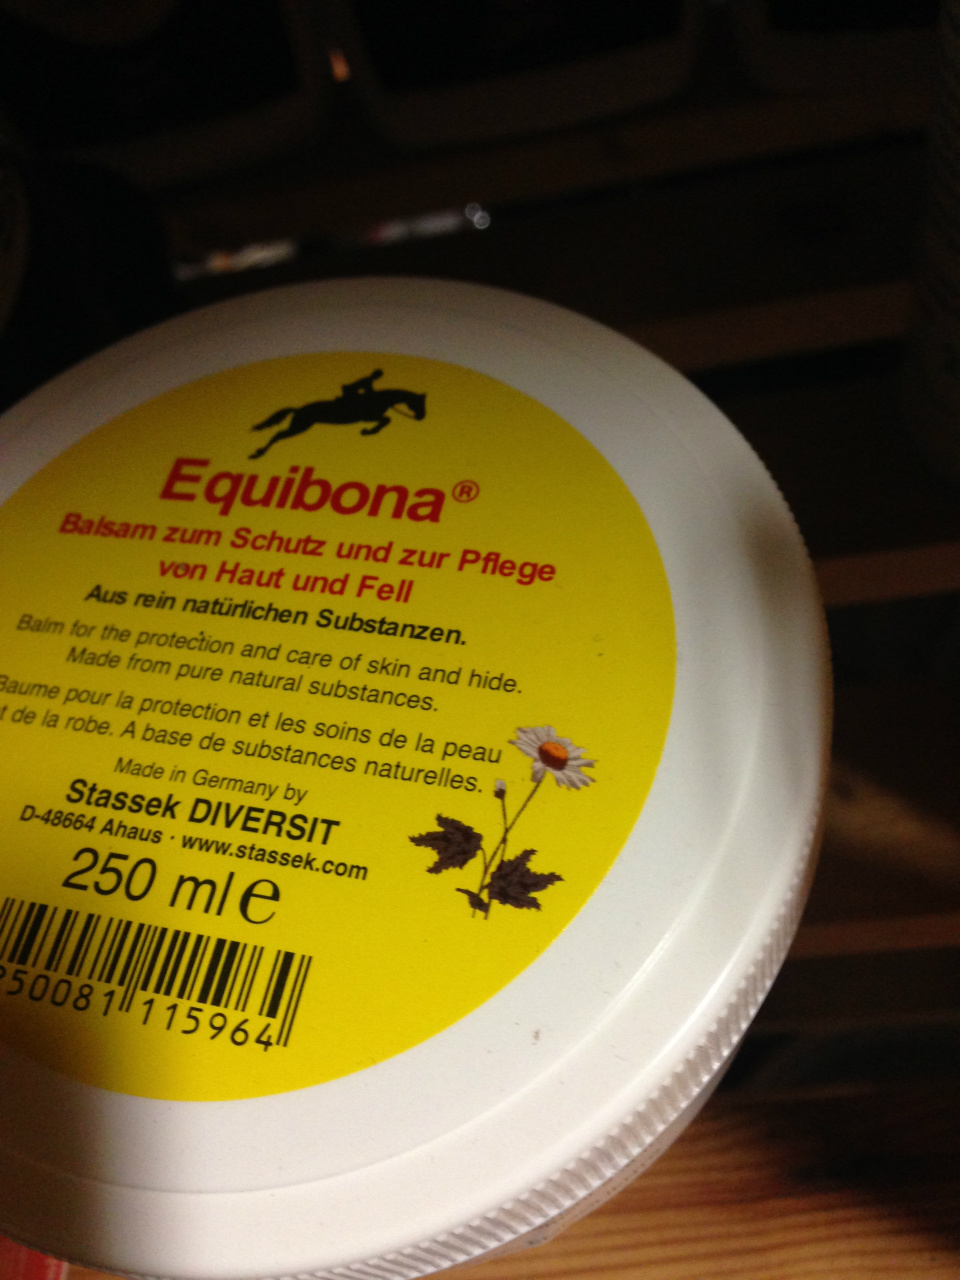 Equibona®
Balsam zum Schutz und zur Pflege
von Haut und Fell
Aus rein natürlichen Substanzen.
Balm for the protection and care of skin and hide.
Made from pure natural substances.
Baume pour la protection et les soins de la peau
et de la robe. A base de substances naturelles.
Made in Germany by
Stassek DIVERSIT
D-48664 Ahaus · www.stassek.com
250 ml e
50081 115964